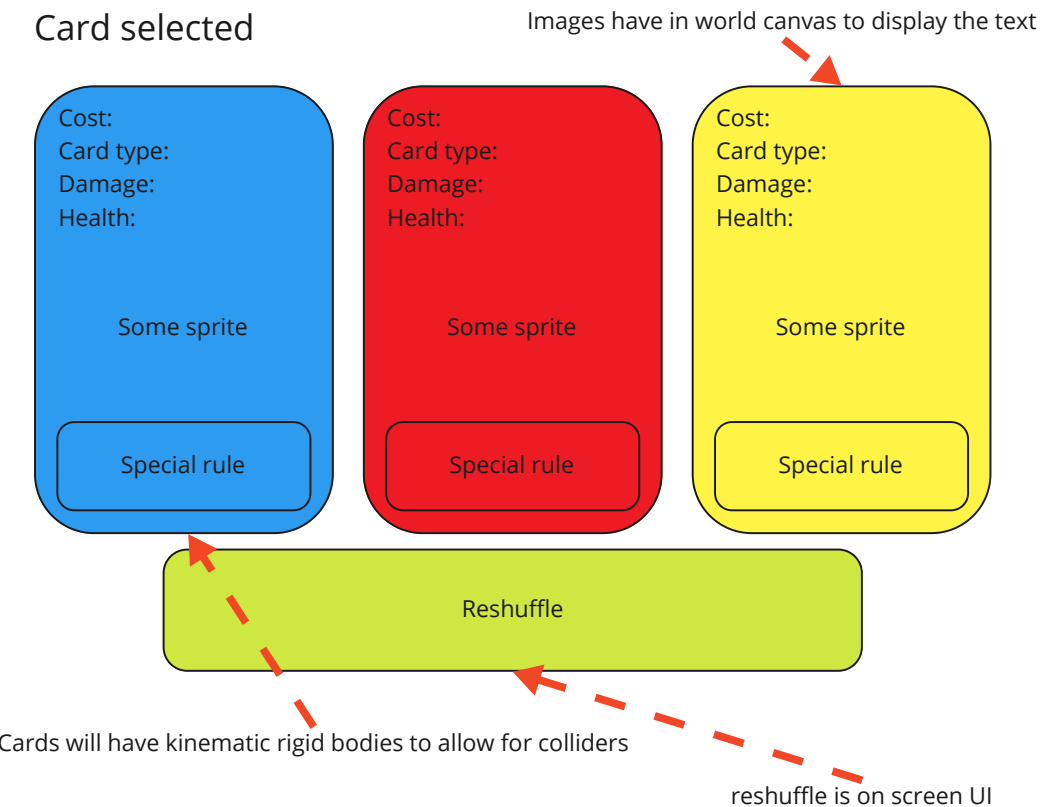 Card selected
Images have in world canvas to display the text
Cost:
Card type:
Damage:
Health:
Some sprite
Special rule
Cost:
Card type:
Damage:
Health:
Some sprite
Special rule
Cost:
Card type:
Damage:
Health:
Some sprite
Special rule
Reshuffle
Cards will have kinematic rigid bodies to allow for colliders
reshuffle is on screen UI